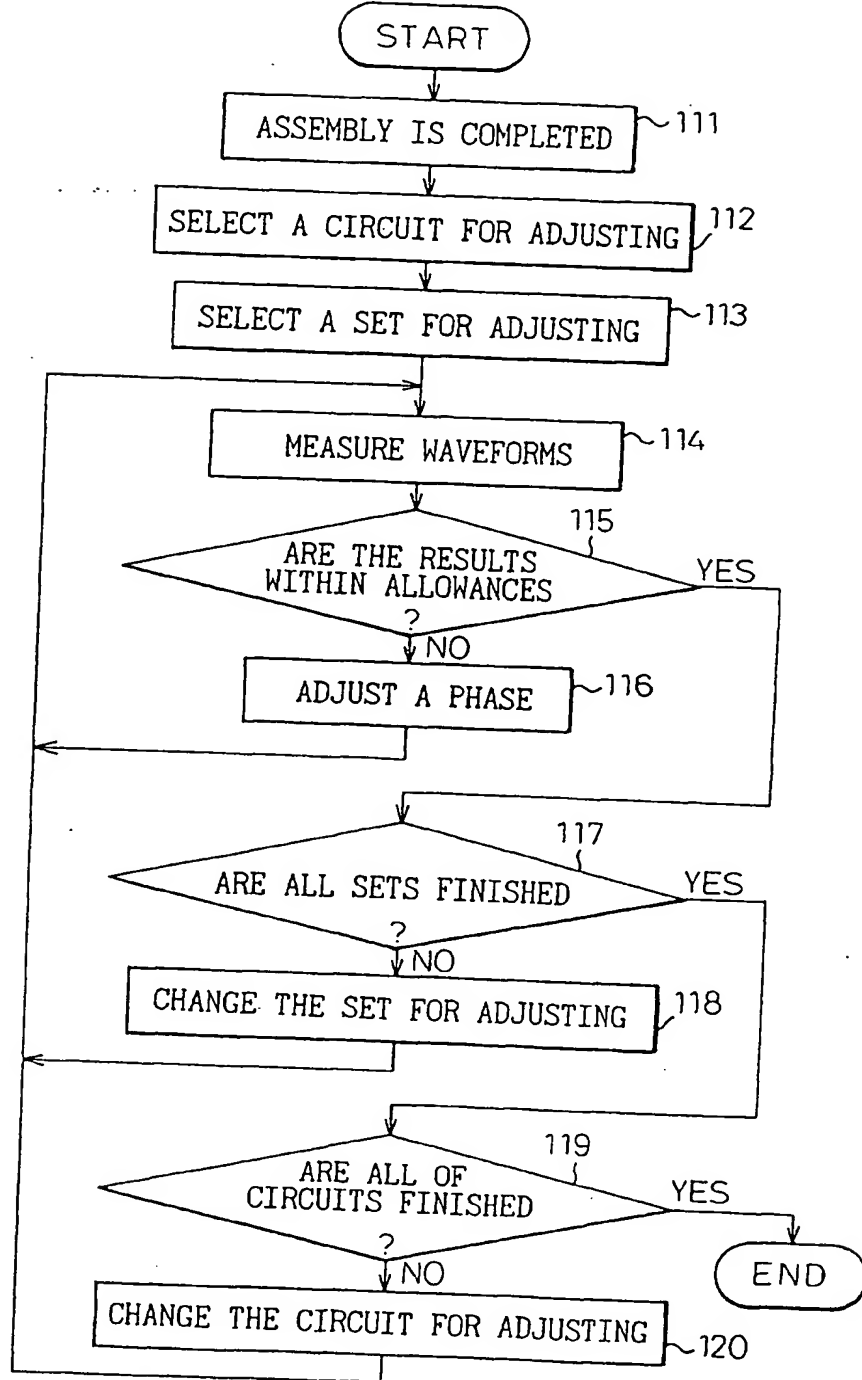 START
ASSEMBLY IS COMPLETED
111
SELECT A CIRCUIT FOR ADJUSTING
112
SELECT A SET FOR ADJUSTING
113
MEASURE WAVEFORMS
114
115
ARE THE RESULTS
WITHIN ALLOWANCES
?
YES
NO
ADJUST A PHASE
116
117
ARE ALL SETS FINISHED
?
YES
NO
CHANGE THE SET FOR ADJUSTING
118
119
ARE ALL OF
CIRCUITS FINISHED
?
YES
NO
END
CHANGE THE CIRCUIT FOR ADJUSTING
120